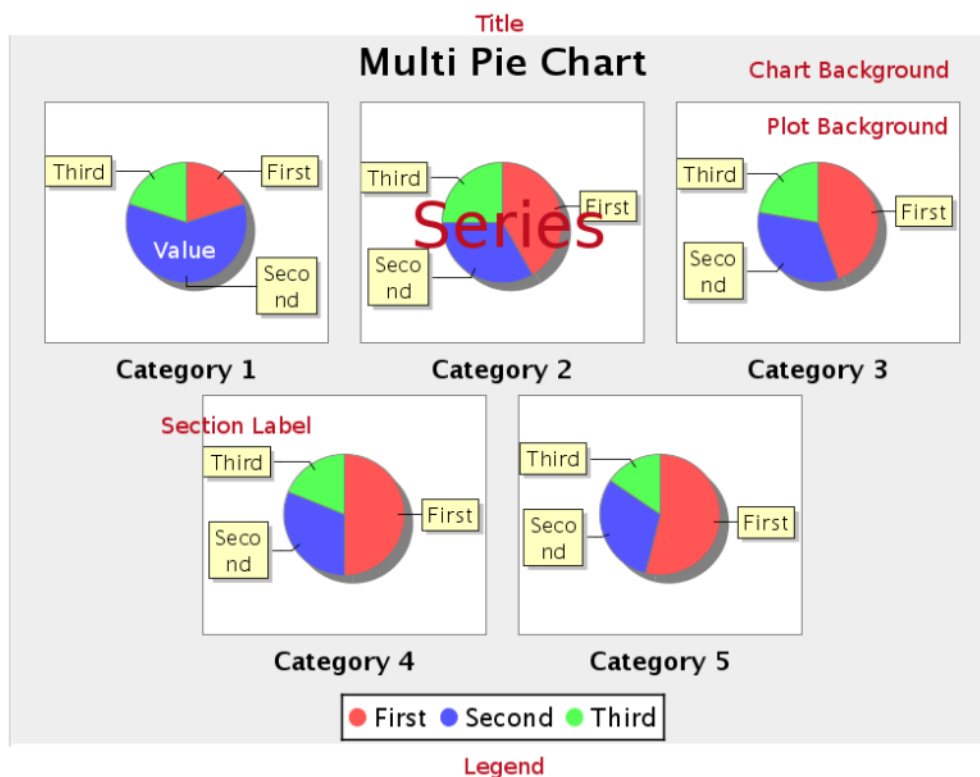 Title
Multi Pie Chart
Chart Background
Plot Background
Third
First
Value
Seco
nd
Category 1
Third
First
Series
Seco
nd
Category 2
Third
First
Seco
nd
Category 3
Section Label
Third
First
Seco
nd
Category 4
Third
First
Seco
nd
Category 5
First Second Third
Legend